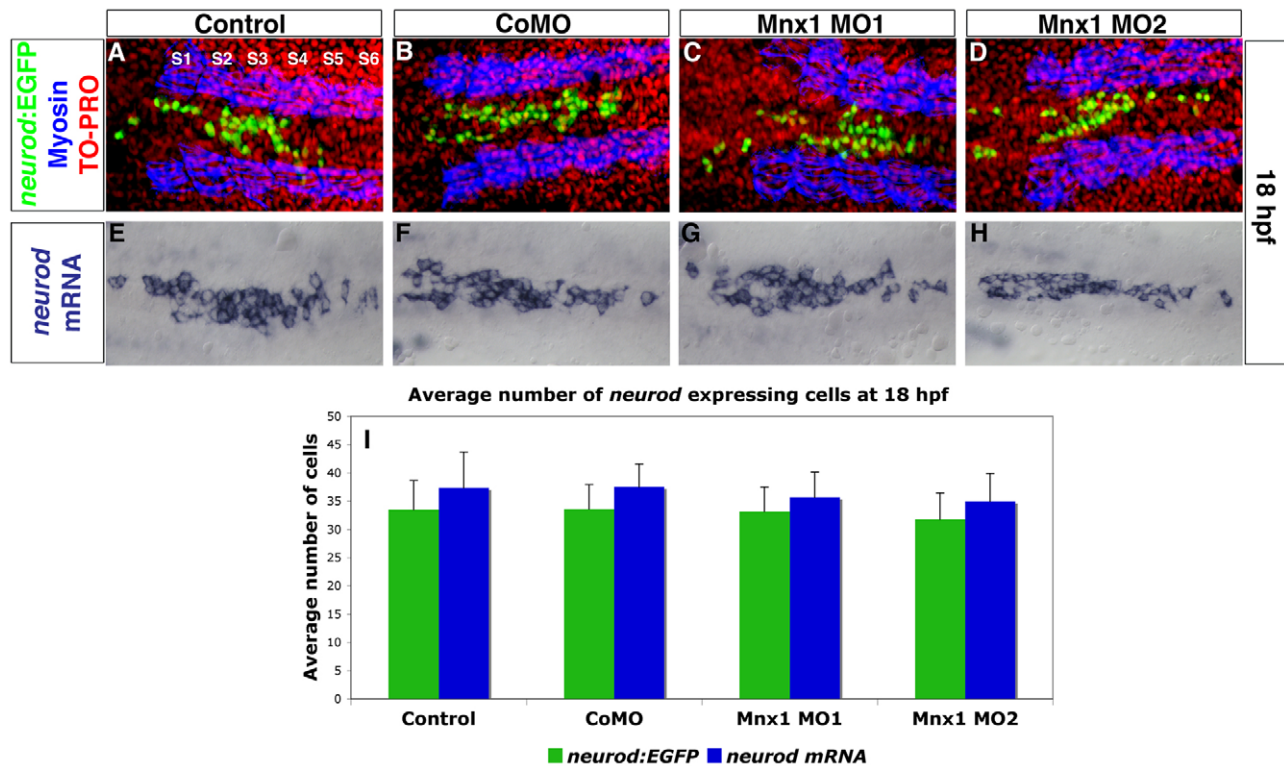 Control
CoMO
Mnx1 MO1
Mnx1 MO2
neurod:EGFP
Myosin
TO-PRO
A
S1 S2 S3 S4 S5 S6
B
C
D
18 hpf
neurod
mRNA
E
F
G
H
Average number of neurod expressing cells at 18 hpf
I
Average number of cells
50
45
40
35
30
25
20
15
10
5
0
Control
CoMO
Mnx1 MO1
Mnx1 MO2
neurod:EGFP
neurod mRNA